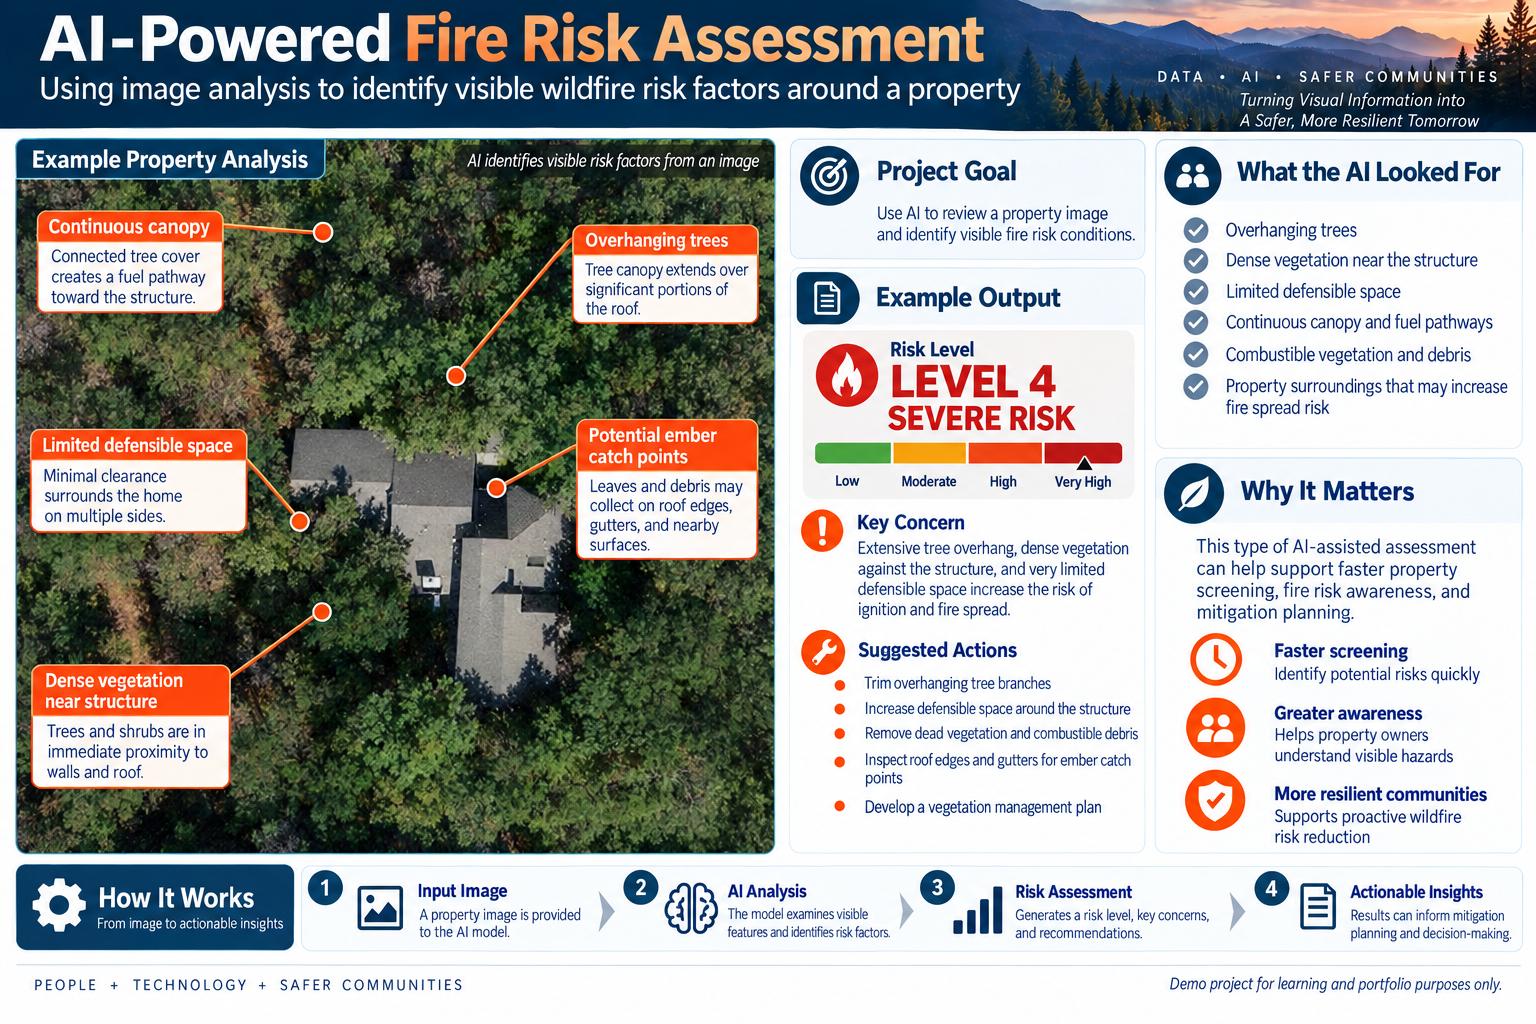 AI-Powered Fire Risk Assessment
Using image analysis to identify visible wildfire risk factors around a property
DATA • AI • SAFER COMMUNITIES
Turning Visual Information into
A Safer, More Resilient Tomorrow
Example Property Analysis
AI identifies visible risk factors from an image
Continuous canopy
Connected tree cover
creates a fuel pathway
toward the structure.
Overhanging trees
Tree canopy extends over
significant portions of
the roof.
Limited defensible space
Minimal clearance
surrounds the home
on multiple sides.
Potential ember
catch points
Leaves and debris may
collect on roof edges,
gutters, and nearby
surfaces.
Dense vegetation
near structure
Trees and shrubs are in
immediate proximity to
walls and roof.
Project Goal
Use AI to review a property image
and identify visible fire risk conditions.
Example Output
Risk Level
LEVEL 4
SEVERE RISK
Low Moderate High Very High
Key Concern
Extensive tree overhang, dense vegetation
against the structure, and very limited
defensible space increase the risk of
ignition and fire spread.
Suggested Actions
Trim overhanging tree branches
Increase defensible space around the structure
Remove dead vegetation and combustible debris
Inspect roof edges and gutters for ember catch
points
Develop a vegetation management plan
What the AI Looked For
Overhanging trees
Dense vegetation near the structure
Limited defensible space
Continuous canopy and fuel pathways
Combustible vegetation and debris
Property surroundings that may increase
fire spread risk
Why It Matters
This type of AI-assisted assessment
can help support faster property
screening, fire risk awareness, and
mitigation planning.
Faster screening
Identify potential risks quickly
Greater awareness
Helps property owners
understand visible hazards
More resilient communities
Supports proactive wildfire
risk reduction
How It Works
From image to actionable insights
1
Input Image
A property image is provided
to the AI model.
2
AI Analysis
The model examines visible
features and identifies risk factors.
3
Risk Assessment
Generates a risk level, key concerns,
and recommendations.
4
Actionable Insights
Results can inform mitigation
planning and decision-making.
PEOPLE + TECHNOLOGY + SAFER COMMUNITIES
Demo project for learning and portfolio purposes only.